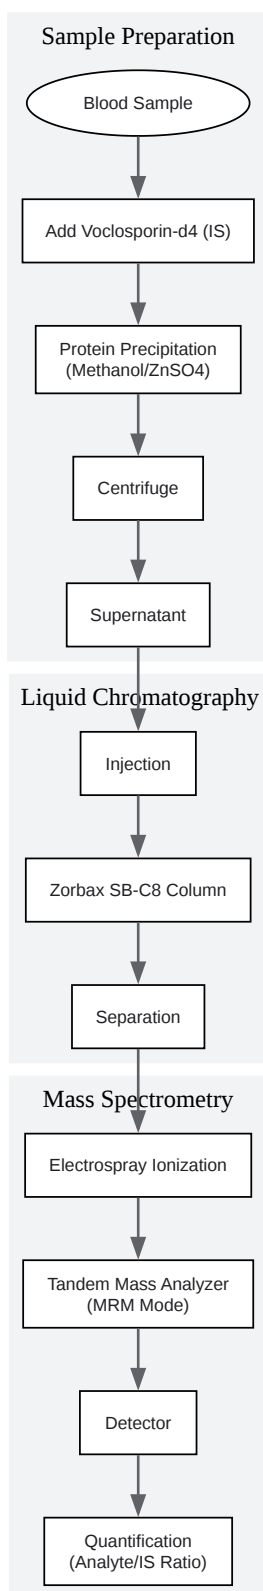 Sample Preparation
Blood Sample
Add Voclosporin-d4 (IS)
Protein Precipitation
(Methanol/ZnSO4)
Centrifuge
Supernatant
Liquid Chromatography
Injection
Zorbax SB-C8 Column
Separation
Mass Spectrometry
Electrospray Ionization
Tandem Mass Analyzer
(MRM Mode)
Detector
Quantification
(Analyte/IS Ratio)